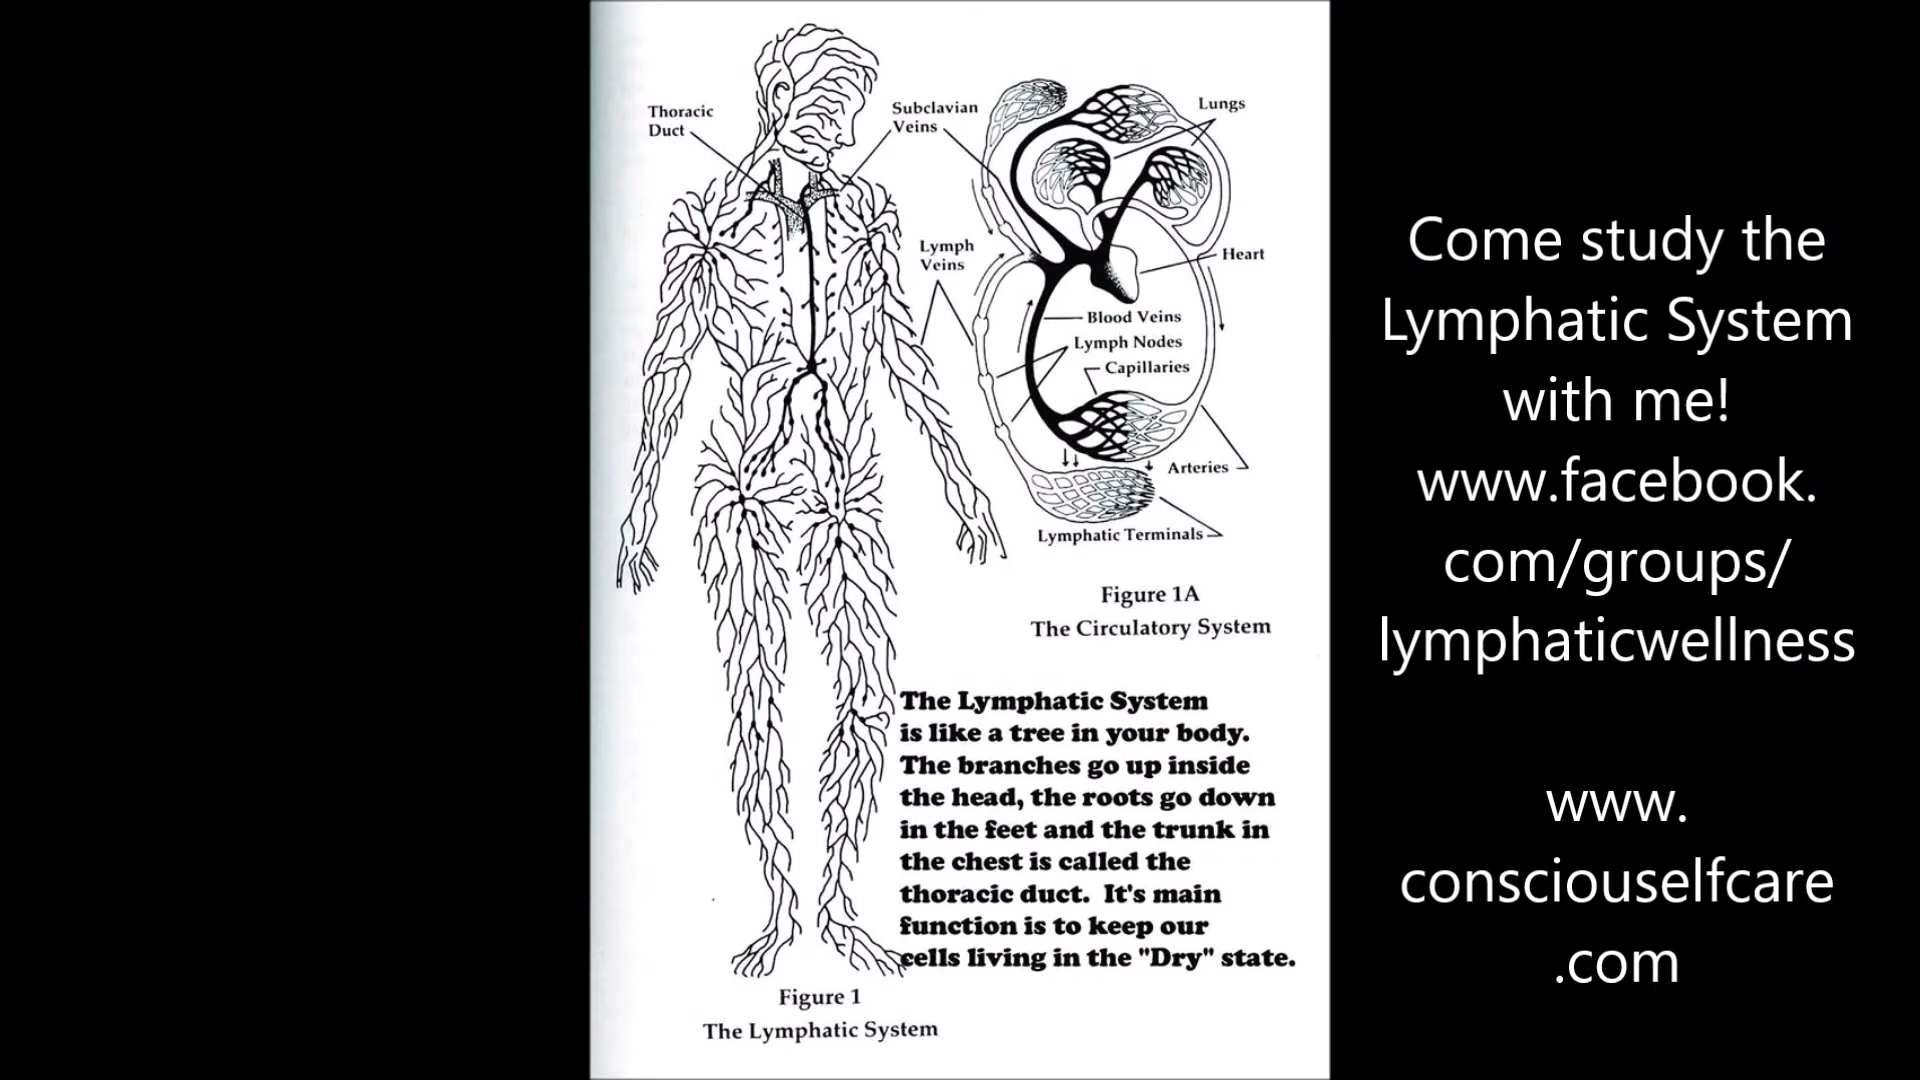 Thoracic
Duct
Subclavian
Veins
Lungs
Lymph
Veins
Heart
Blood Veins
Lymph Nodes
Capillaries
Arteries
Lymphatic Terminals
Figure 1A
The Circulatory System
The Lymphatic System
is like a tree in your body.
The branches go up inside
the head, the roots go down
in the feet and the trunk in
the chest is called the
thoracic duct. It's main
function is to keep our
cells living in the "Dry" state.
Figure 1
The Lymphatic System
Come study the
Lymphatic System
with me!
www.facebook.
com/groups/
lymphaticwellness
www.
consciouselfcare
.com